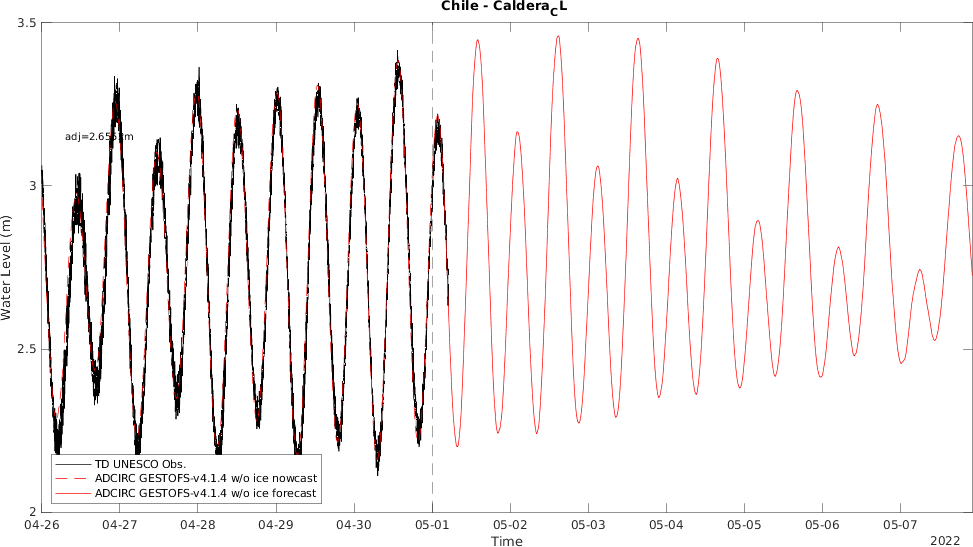 Chile - Caldera_CL
3.5
adj=2.655
m
3
Water Level (m)
2.5
TD UNESCO Obs.
ADCIRC GESTOFS-v4.1.4 w/o ice nowcast
ADCIRC GESTOFS-v4.1.4 w/o ice forecast
2
04-26 04-27 04-28 04-29 04-30 05-01 05-02 05-03 05-04 05-05 05-06 05-07
Time
2022